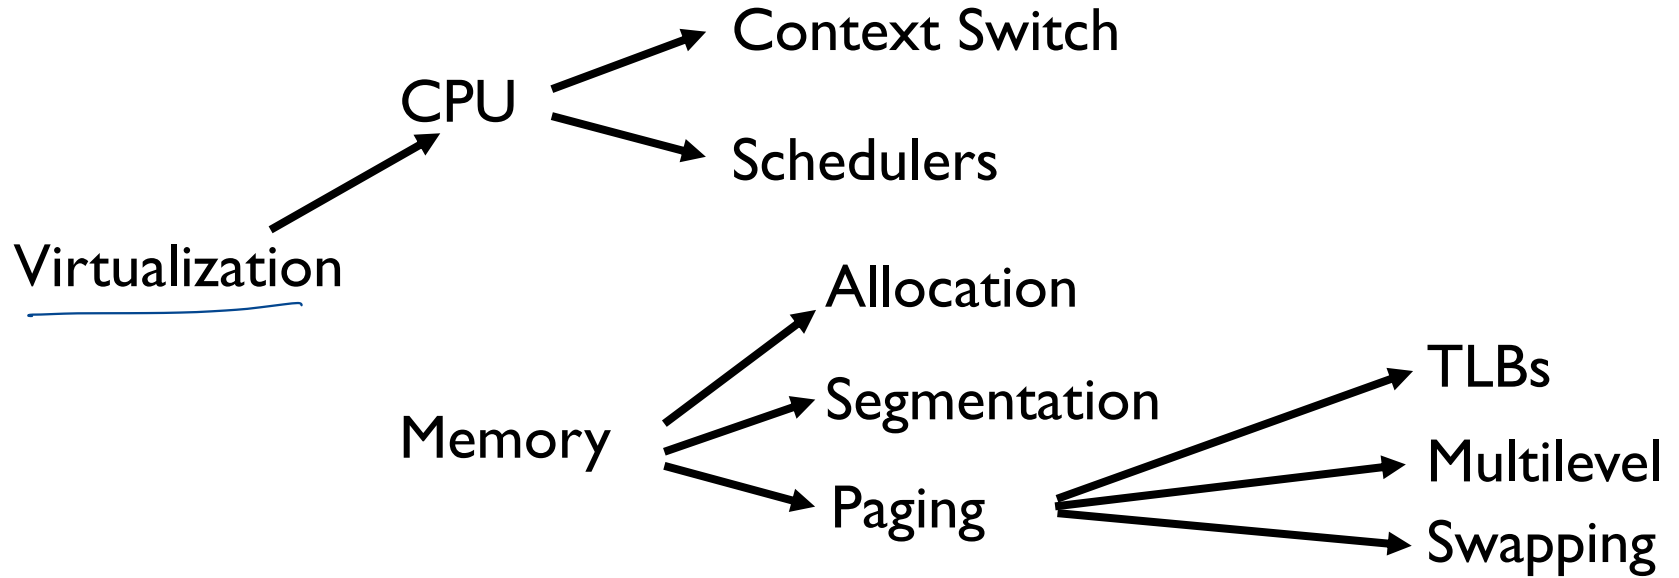 Context Switch
CPU
Schedulers
Virtualization
Allocation
TLBs
Segmentation
Memory
Multilevel
Paging
Swapping